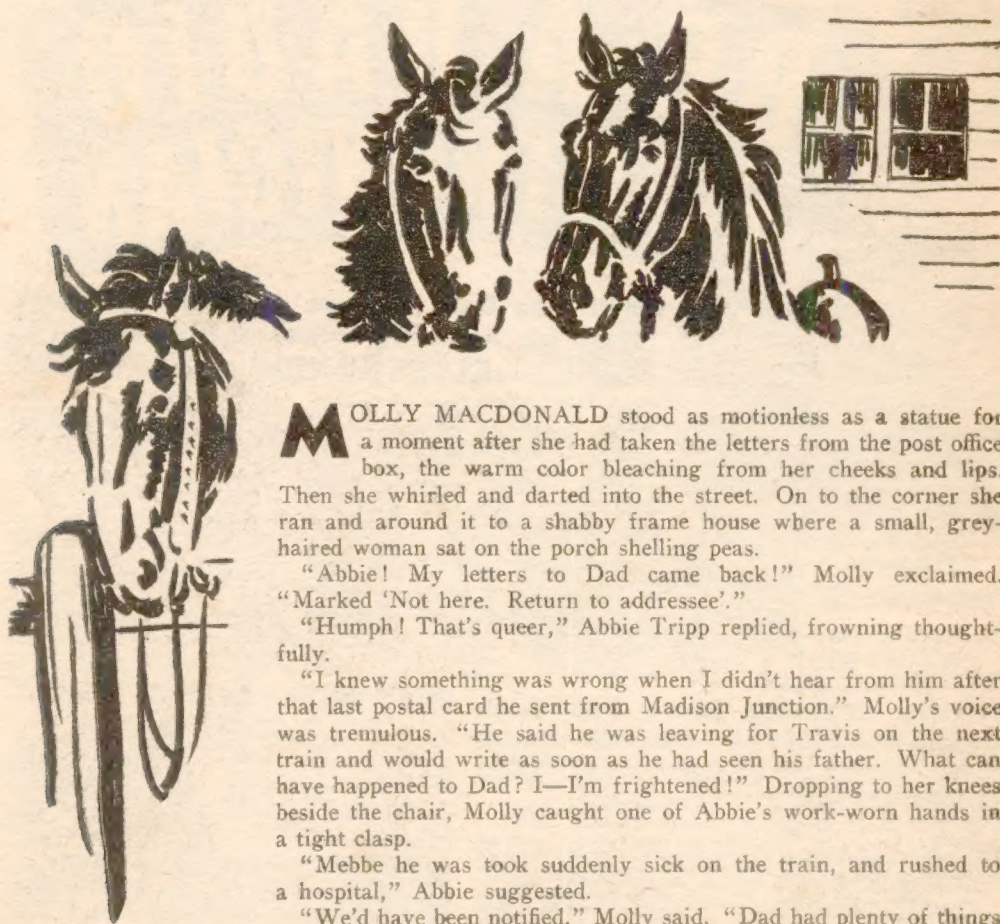 MOLLY MACDONALD stood as motionless as a statue for
a moment after she had taken the letters from the post office
box, the warm color bleaching from her cheeks and lips.
Then she whirled and darted into the street. On to the corner she
ran and around it to a shabby frame house where a small, grey-
haired woman sat on the porch shelling peas.
"Abbie! My letters to Dad came back!" Molly exclaimed.
"Marked 'Not here. Return to addressee'."
"Humph! That's queer," Abbie Tripp replied, frowning thought-
fully.
"I knew something was wrong when I didn't hear from him after
that last postal card he sent from Madison Junction." Molly's voice
was tremulous. "He said he was leaving for Travis on the next
train and would write as soon as he had seen his father. What can
have happened to Dad? I—I'm frightened!" Dropping to her knees
beside the chair, Molly caught one of Abbie's work-worn hands in
a tight clasp.
"Mebbe he was took suddenly sick on the train, and rushed to
a hospital," Abbie suggested.
"We'd have been notified," Molly said. "Dad had plenty of things